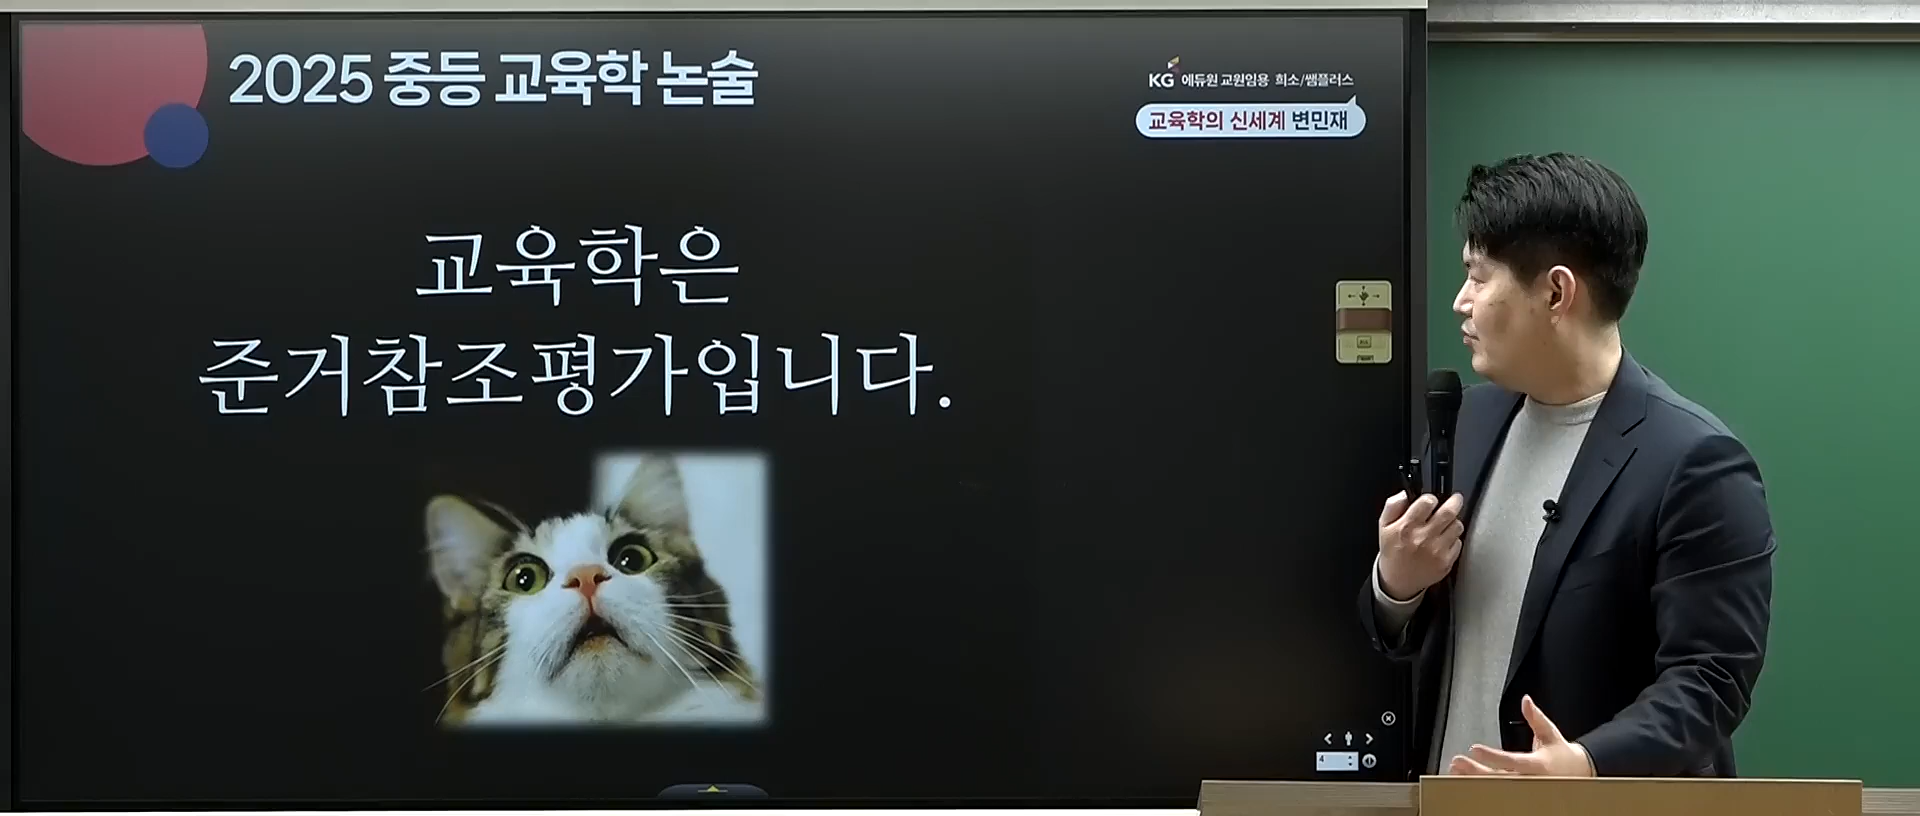 2025 중등 교육학 논술
KG 에듀원 교원임용 희소/쌤플러스
교육학의 신세계 변민재
교육학은
준거참조평가입니다.
4